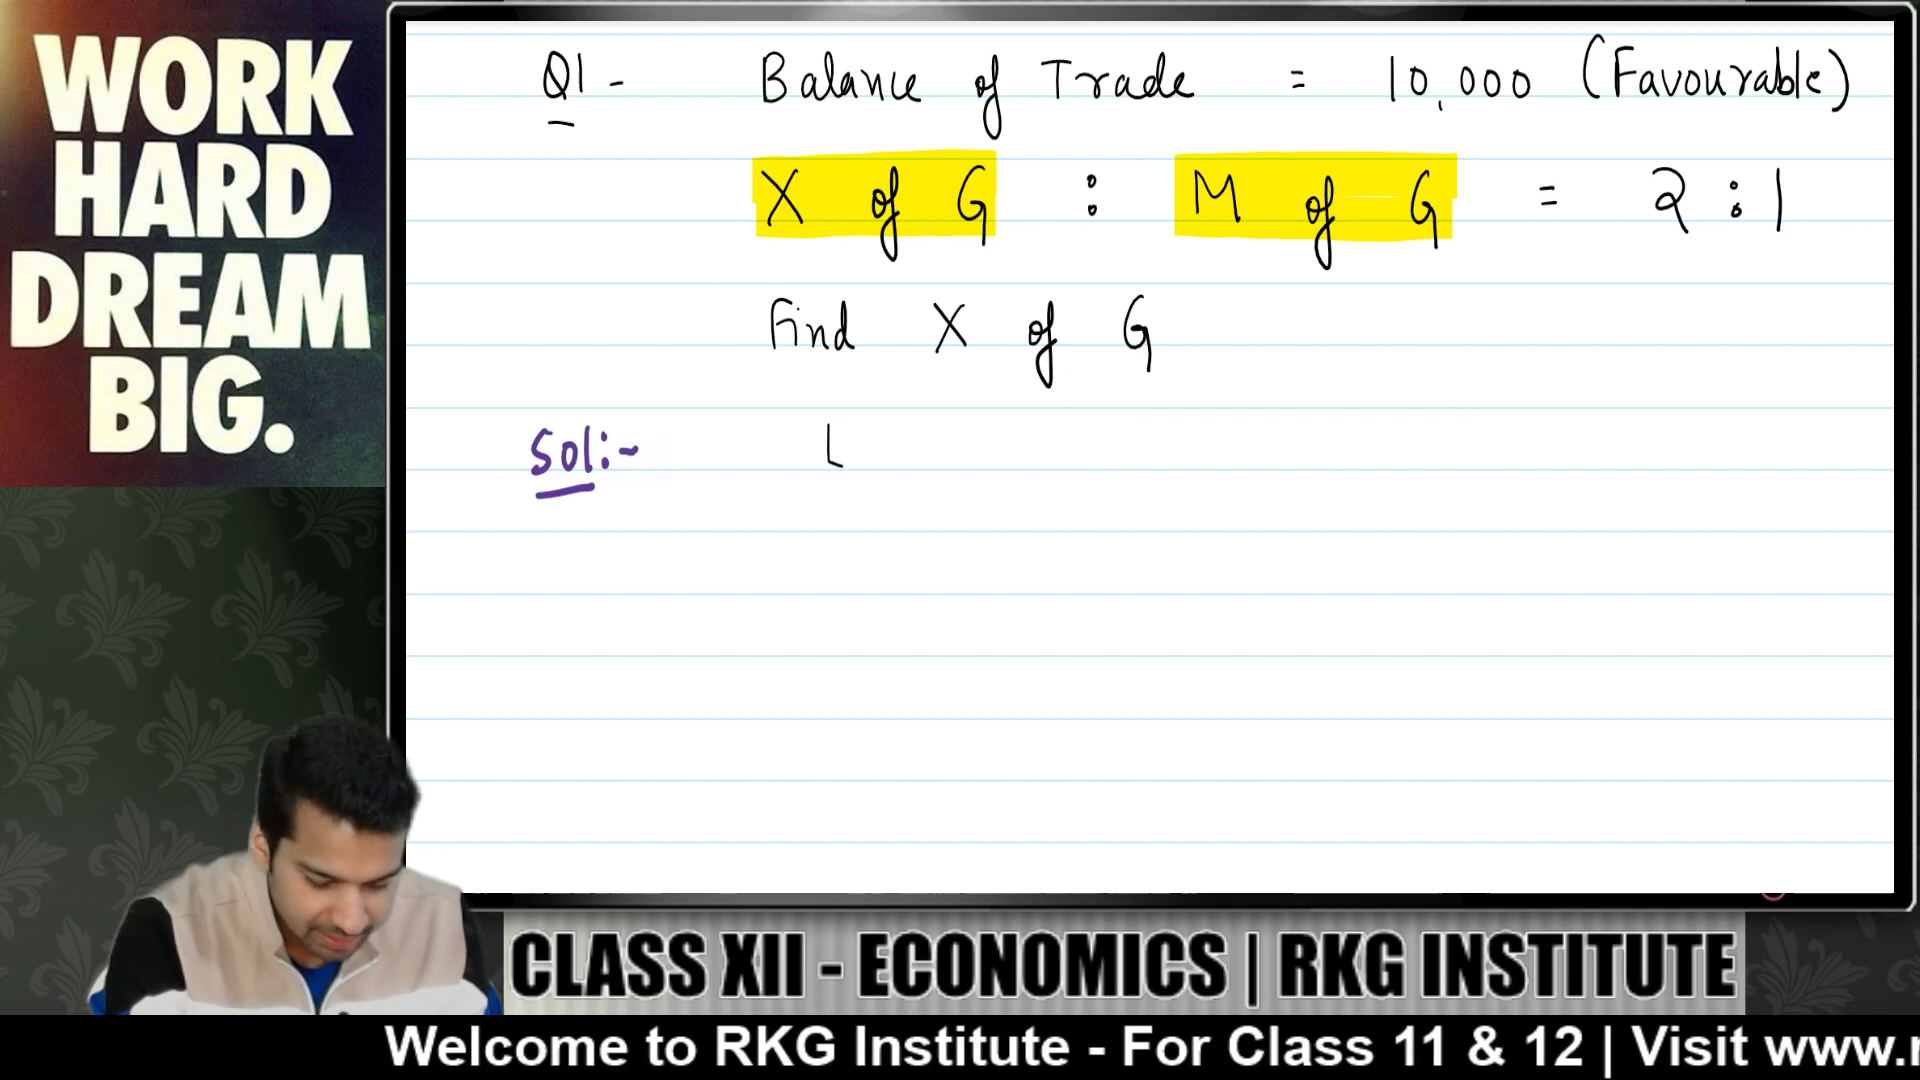 WORK
HARD
DREAM
BIG.
Q1 - Balance of Trade = 10,000 (Favourable)
X of G : M of G = 2 : 1
Find X of G
Sol:- L
CLASS XII - ECONOMICS | RKG INSTITUTE
Welcome to RKG Institute - For Class 11 & 12 | Visit www.r